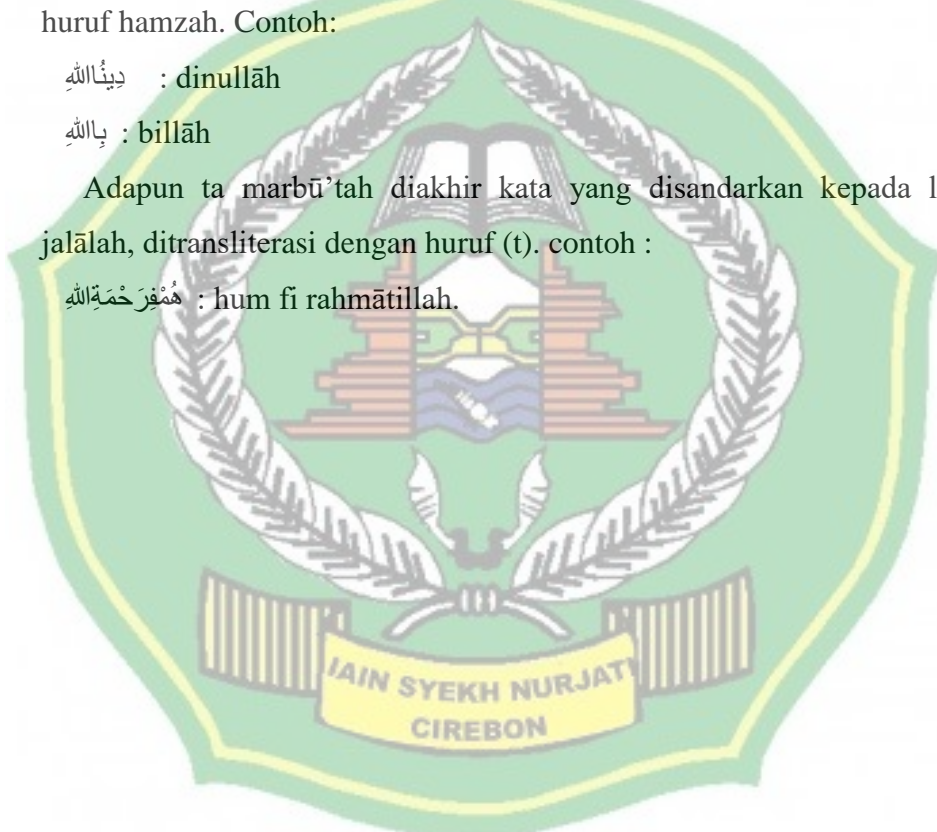 huruf hamzah. Contoh:
دِينُاللهِ : dinullāh
بِاللهِ : billāh
Adapun ta marbū’tah diakhir kata yang disandarkan kepada
jalālah, ditransliterasi dengan huruf (t). contoh :
هُمْفِرَحْمَةِاللهِ : hum fi rahmātillah.
IAIN SYEKH NURJATI
CIREBON